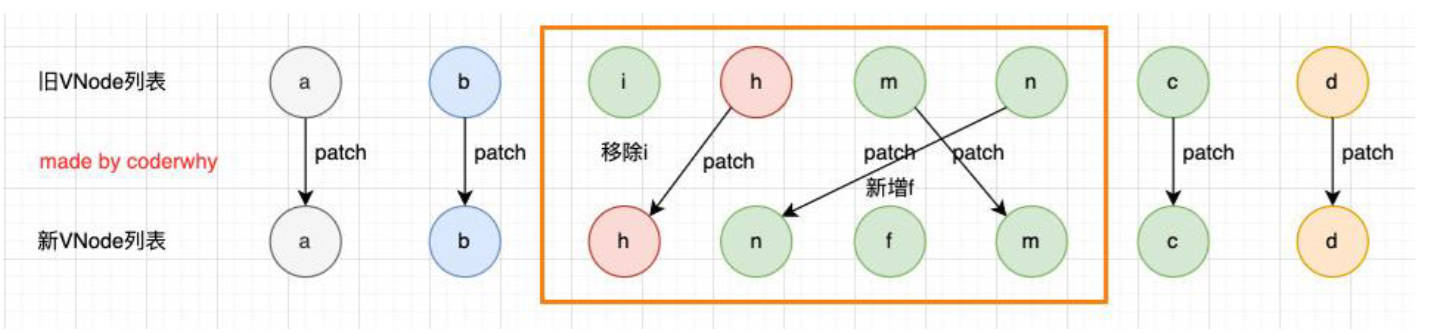 旧VNode列表 a b i h m n c d
made by coderwhy patch patch 移除i patch patch patch patch patch
新增f
新VNode列表 a b h n f m c d